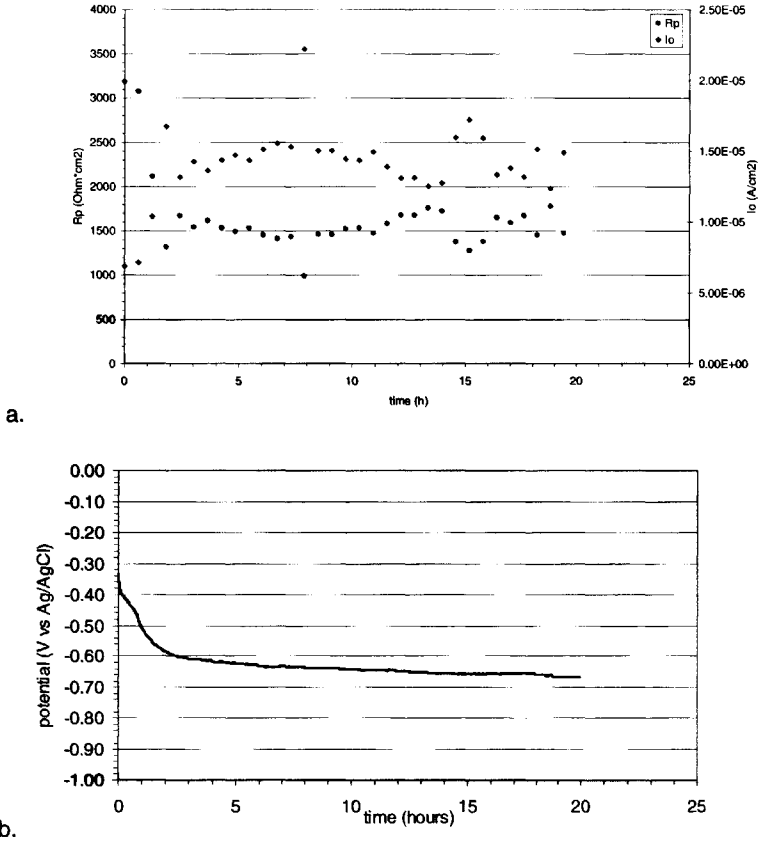 4000
3500
3000
2500
2000
1500
1000
500
0
Rp (Ohm*cm2)
2.50E-05
2.00E-05
1.50E-05
1.00E-05
5.00E-06
0.00E+00
Io (A/cm2)
Rp
Io
0 5 10 15 20 25
time (h)
a.
0.00
-0.10
-0.20
-0.30
-0.40
-0.50
-0.60
-0.70
-0.80
-0.90
-1.00
potential (V vs Ag/AgCl)
0 5 10 15 20 25
time (hours)
b.